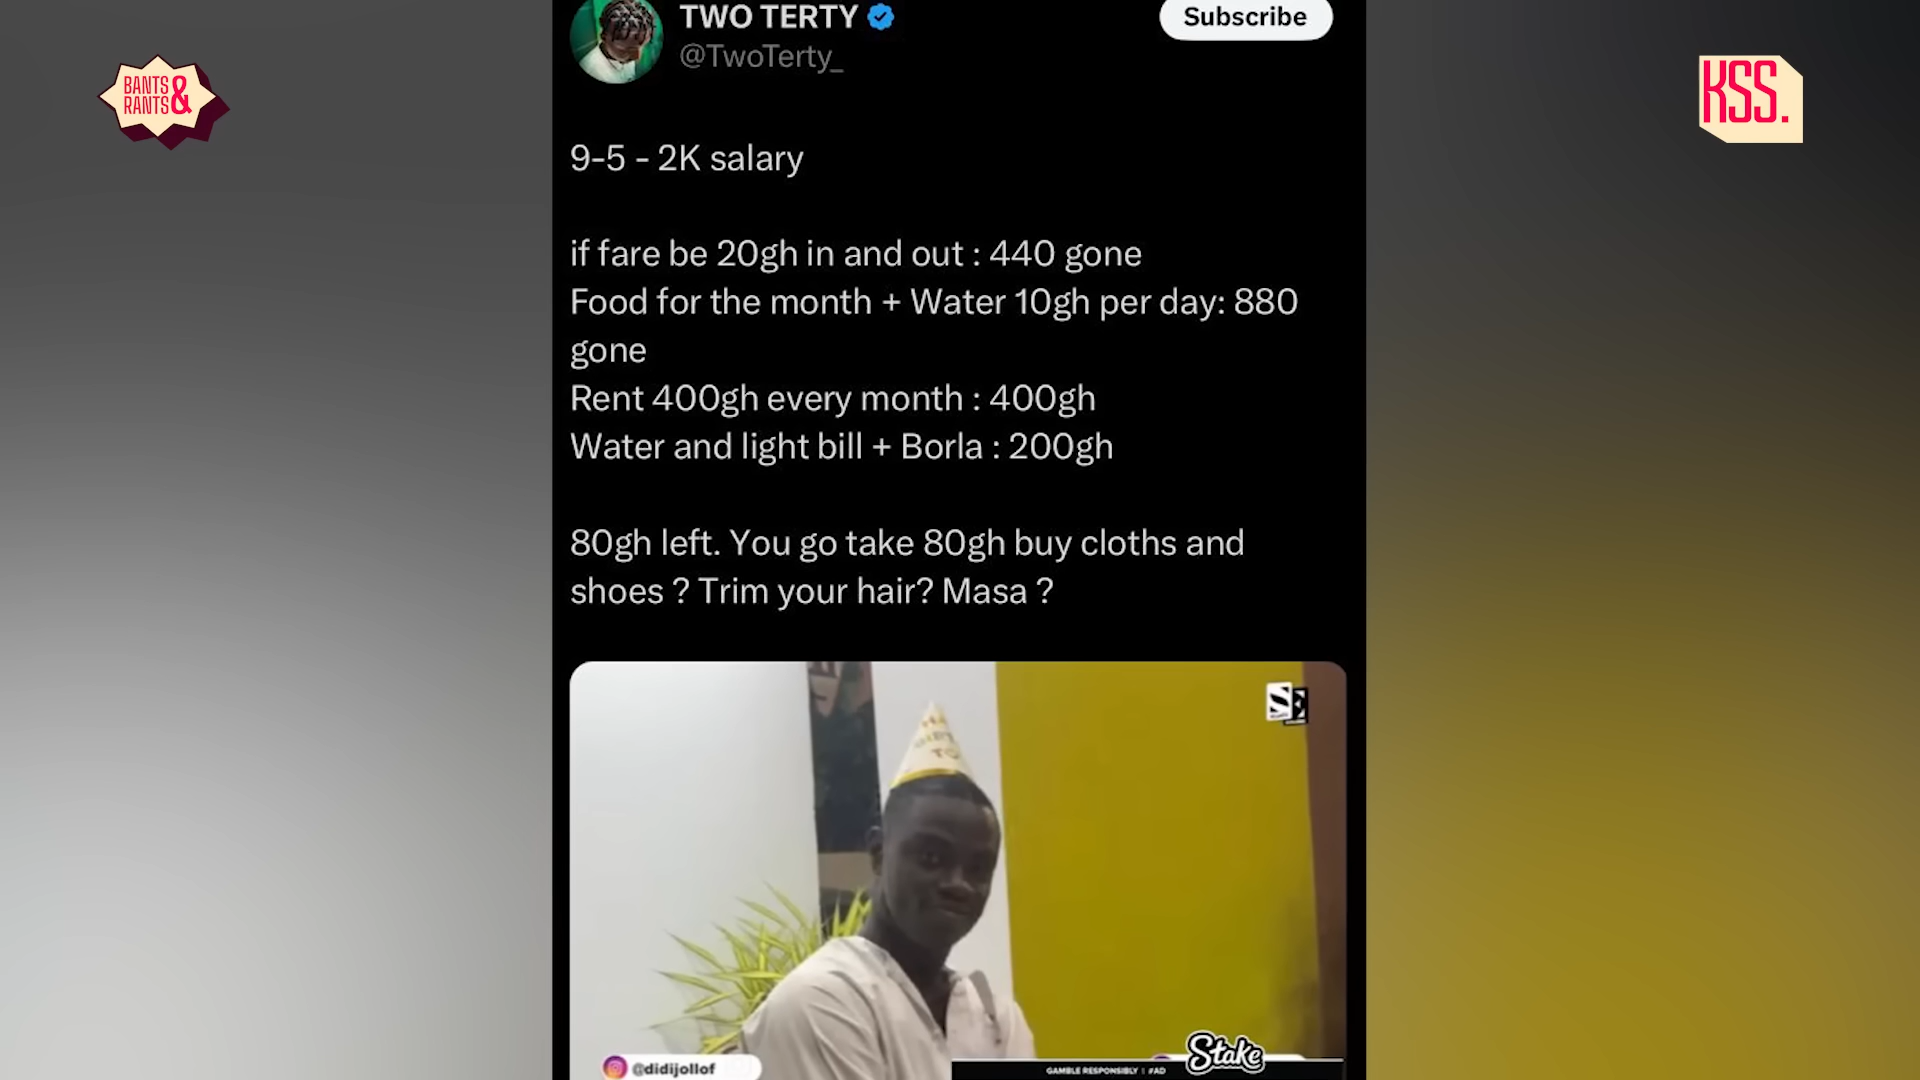 TWO TERTY
Subscribe
@TwoTerty_
BANTS &
RANTS
KSS.
9-5 - 2K salary
if fare be 20gh in and out : 440 gone
Food for the month + Water 10gh per day: 880
gone
Rent 400gh every month : 400gh
Water and light bill + Borla : 200gh
80gh left. You go take 80gh buy cloths and
shoes ? Trim your hair? Masa ?
SE
TO
@didijollof
Stake
GAMBLE RESPONSIBLY | #AD